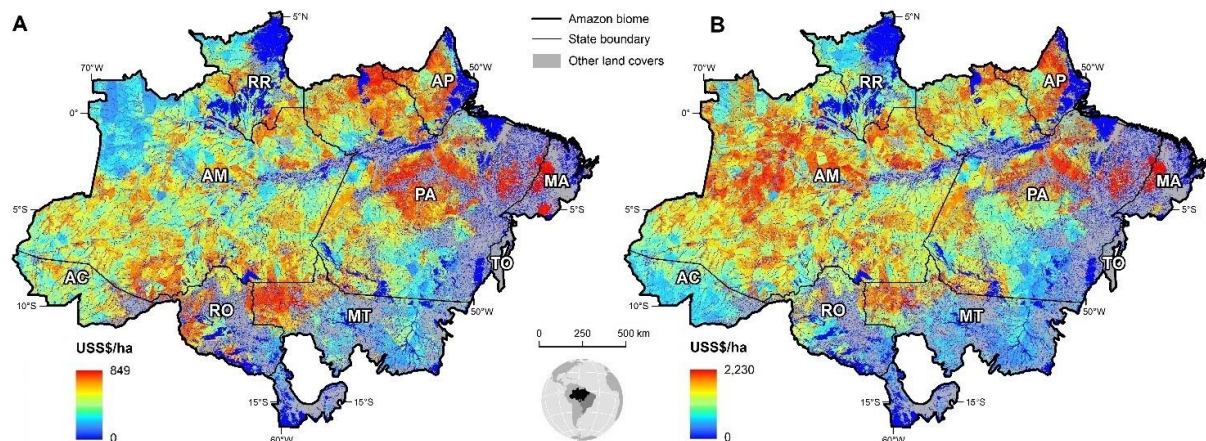 A
5°N
Amazon biome
State boundary
Other land covers
B
5°N
70°W
RR
AP
50°W
0°
AM
PA
MA
5°S
5°S
AC
TO
RO
MT
10°S
50°W
USS$/ha
849
0
15°S
15°S
60°W
0 250 500 km
70°W
RR
AP
50°W
0°
AM
PA
MA
5°S
5°S
AC
TO
RO
MT
10°S
50°W
USS$/ha
2,230
0
15°S
15°S
60°W